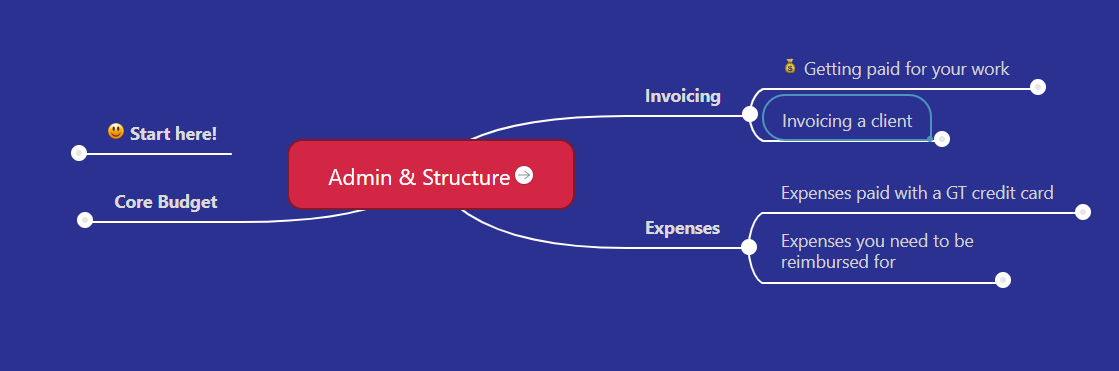 😃 Start here!
Core Budget
Admin & Structure
Invoicing
💰 Getting paid for your work
Invoicing a client
Expenses
Expenses paid with a GT credit card
Expenses you need to be
reimbursed for